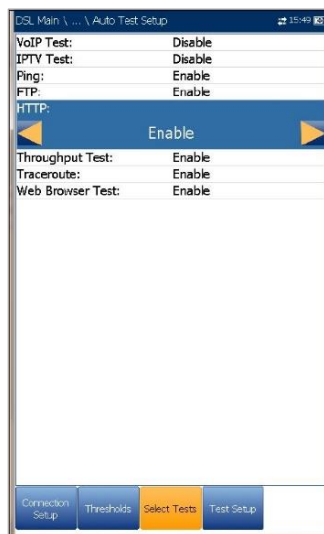 DSL Main \ ... \ Auto Test Setup 15:49
VoIP Test: Disable
IPTV Test: Disable
Ping: Enable
FTP: Enable
HTTP:
Enable
Throughput Test: Enable
Traceroute: Enable
Web Browser Test: Enable
Connection
Setup
Thresholds
Select Tests
Test Setup